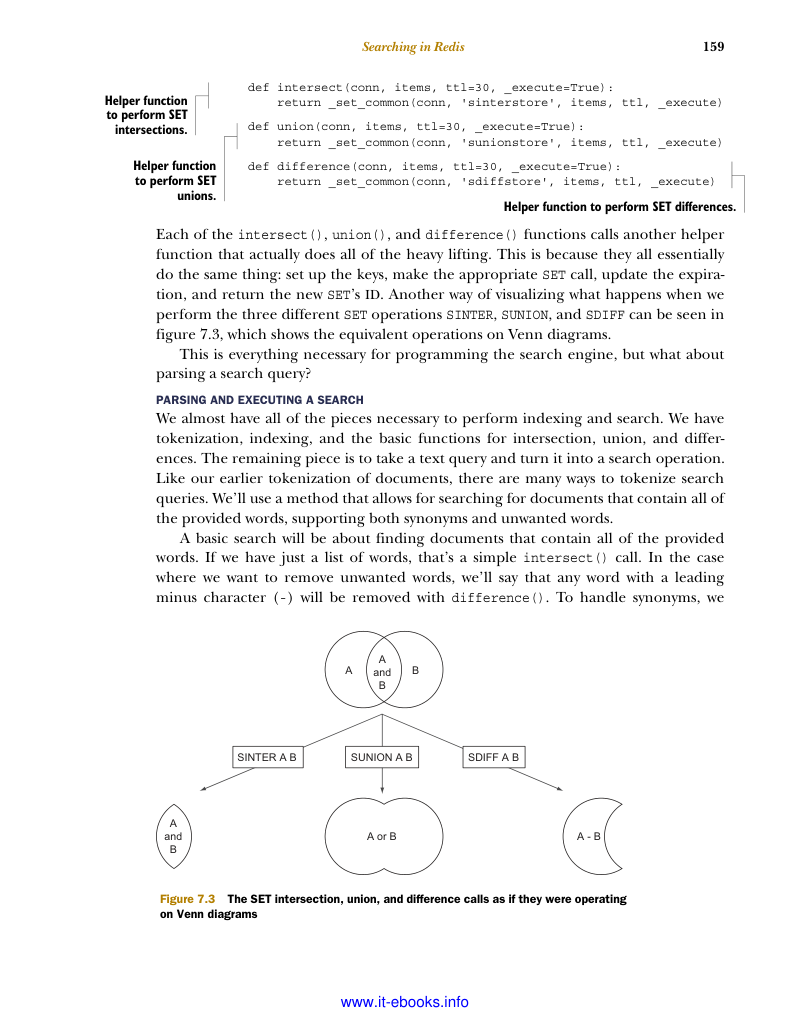 Searching in Redis
159
def intersect(conn, items, ttl=30, _execute=True):
return _set_common(conn, 'sinterstore', items, ttl, _execute)
Helper function
to perform SET
intersections.
def union(conn, items, ttl=30, _execute=True):
return _set_common(conn, 'sunionstore', items, ttl, _execute)
Helper function
to perform SET
unions.
def difference(conn, items, ttl=30, _execute=True):
return _set_common(conn, 'sdiffstore', items, ttl, _execute)
Helper function to perform SET differences.
Each of the intersect(), union(), and difference() functions calls another helper
function that actually does all of the heavy lifting. This is because they all essentially
do the same thing: set up the keys, make the appropriate SET call, update the expira-
tion, and return the new SET's ID. Another way of visualizing what happens when we
perform the three different SET operations SINTER, SUNION, and SDIFF can be seen in
figure 7.3, which shows the equivalent operations on Venn diagrams.
This is everything necessary for programming the search engine, but what about
parsing a search query?
PARSING AND EXECUTING A SEARCH
We almost have all of the pieces necessary to perform indexing and search. We have
tokenization, indexing, and the basic functions for intersection, union, and differ-
ences. The remaining piece is to take a text query and turn it into a search operation.
Like our earlier tokenization of documents, there are many ways to tokenize search
queries. We'll use a method that allows for searching for documents that contain all of
the provided words, supporting both synonyms and unwanted words.
A basic search will be about finding documents that contain all of the provided
words. If we have just a list of words, that's a simple intersect() call. In the case
where we want to remove unwanted words, we'll say that any word with a leading
minus character (-) will be removed with difference(). To handle synonyms, we
A
A
and
B
B
SINTER A B
SUNION A B
SDIFF A B
A
and
B
A or B
A - B
Figure 7.3 The SET intersection, union, and difference calls as if they were operating
on Venn diagrams
www.it-ebooks.info